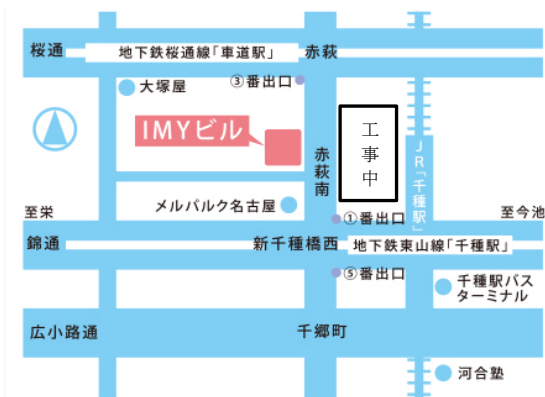 桜通
地下鉄桜通線「車道駅」
赤萩
③番出口
大塚屋
IMYビル
工事中
赤萩南
JR「千種駅」
メルパルク名古屋
①番出口
至栄
至今池
錦通
新千種橋西
地下鉄東山線「千種駅」
⑤番出口
千種駅バス
ターミナル
広小路通
千郷町
河合塾